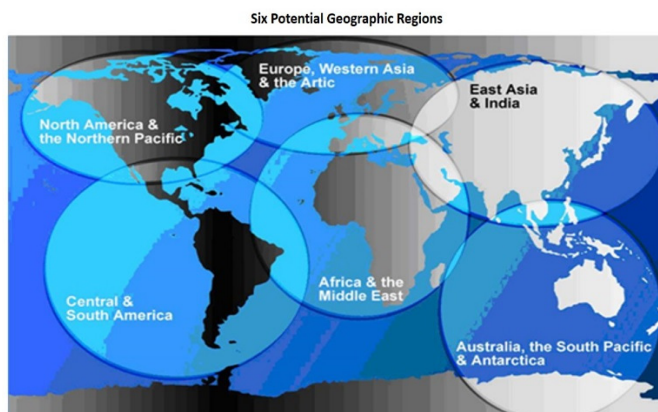 Six Potential Geographic Regions
Europe, Western Asia
& the Artic
East Asia
& India
North America &
the Northern Pacific
Africa & the
Middle East
Central &
South America
Australia, the South Pacific
& Antarctica